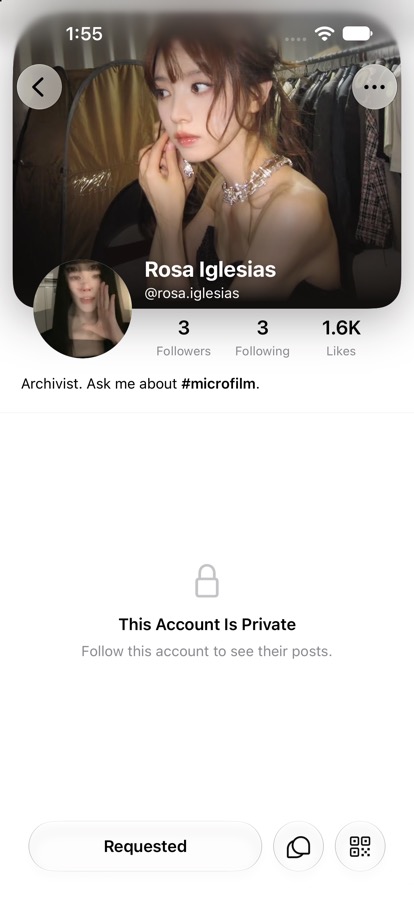 1:55
Rosa Iglesias
@rosa.iglesias
3 3 1.6K
Followers Following Likes
Archivist. Ask me about #microfilm.
This Account Is Private
Follow this account to see their posts.
Requested